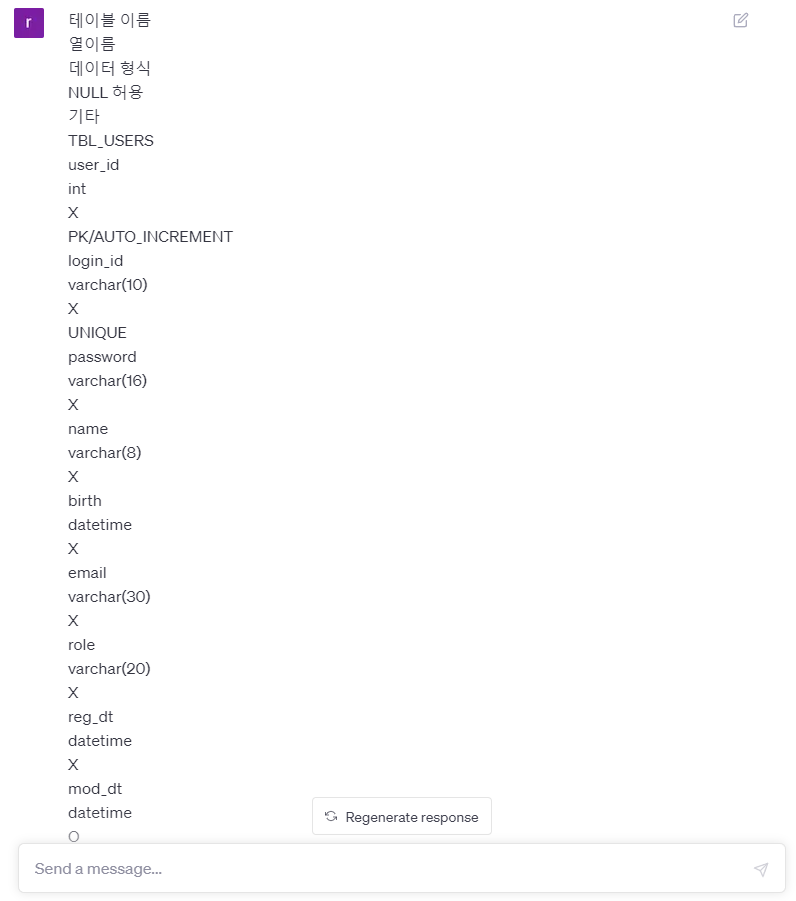 r
테이블 이름
열이름
데이터 형식
NULL 허용
기타
TBL_USERS
user_id
int
X
PK/AUTO_INCREMENT
login_id
varchar(10)
X
UNIQUE
password
varchar(16)
X
name
varchar(8)
X
birth
datetime
X
email
varchar(30)
X
role
varchar(20)
X
reg_dt
datetime
X
mod_dt
datetime
O
Regenerate response
Send a message...